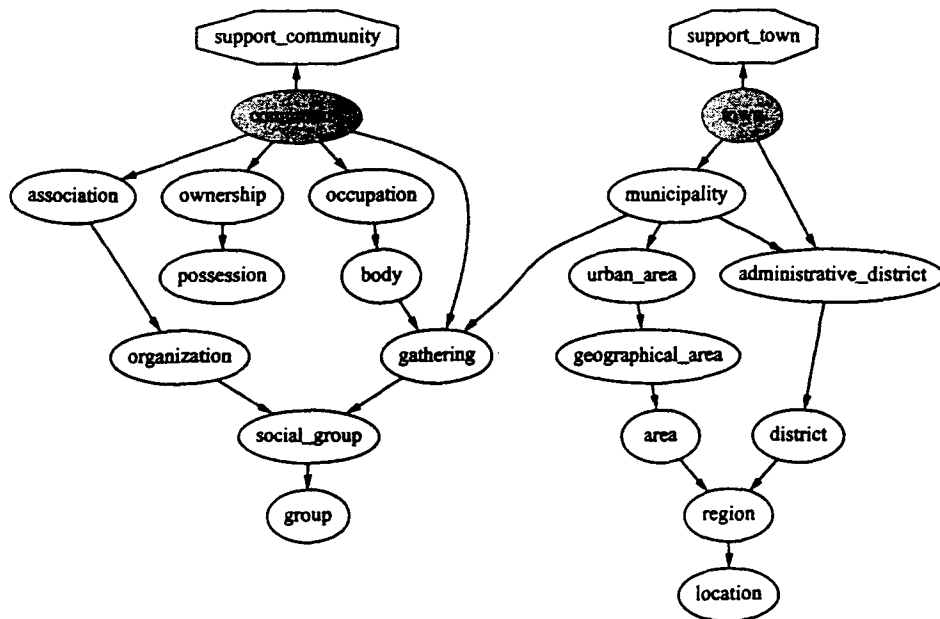 support_community
support_town
town
association
ownership
occupation
municipality
possession
body
urban_area
administrative_district
organization
gathering
geographical_area
social_group
area
district
group
region
location